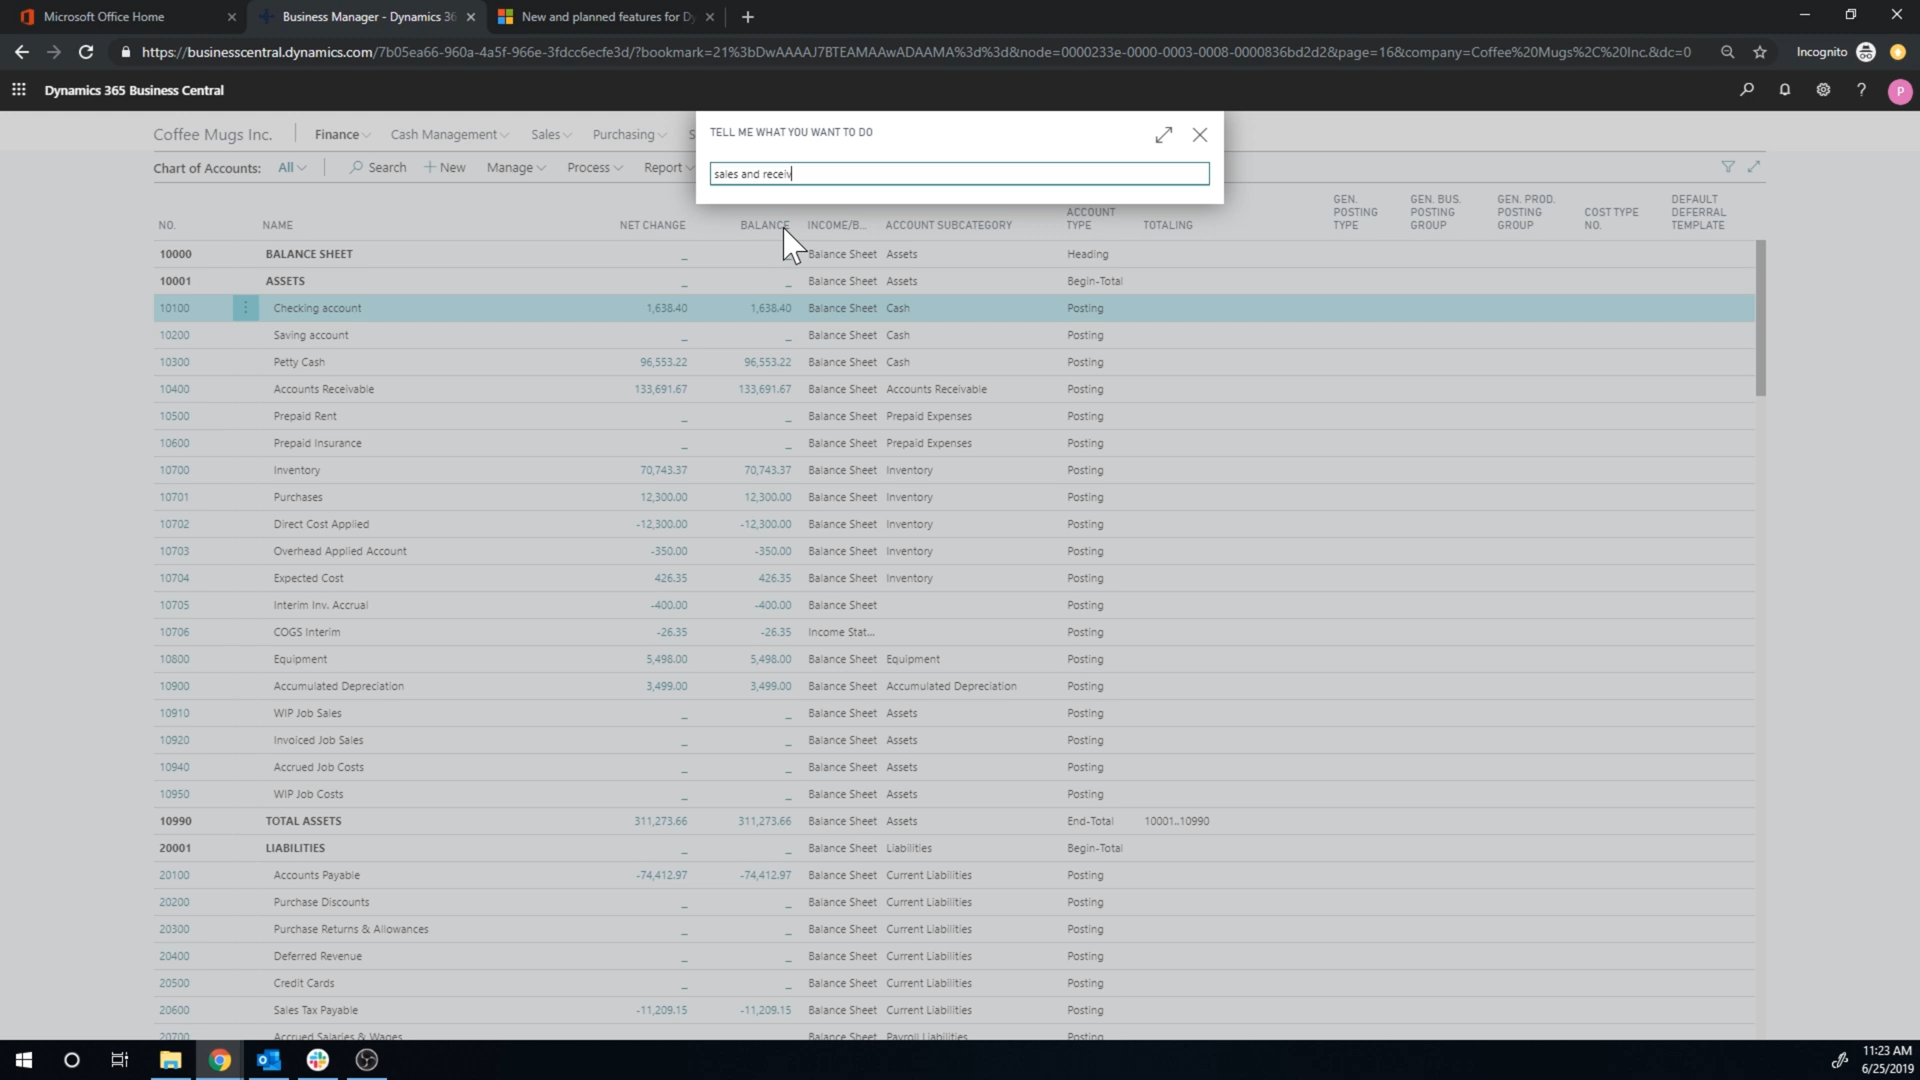 Microsoft Office Home
Business Manager - Dynamics 36
New and planned features for Dy
https://businesscentral.dynamics.com/7b05ea66-960a-4a5f-966e-3fdcc6ecfe3d/?bookmark=21%3bDwAAAAJ7BTEAMAAwADAAMA%3d%3d&node=0000233e-0000-0003-0008-0000836bd2d2&page=16&company=Coffee%20Mugs%2C%20Inc.&dc=0
Incognito
Dynamics 365 Business Central
P
Coffee Mugs Inc. Finance Cash Management Sales Purchasing S
TELL ME WHAT YOU WANT TO DO
sales and receiv
Chart of Accounts: All Search + New Manage Process Report
NO. NAME NET CHANGE BALANCE INCOME/B... ACCOUNT SUBCATEGORY ACCOUNT TYPE TOTALING GEN. POSTING TYPE GEN. BUS. POSTING GROUP GEN. PROD. POSTING GROUP COST TYPE NO. DEFAULT DEFERRAL TEMPLATE
10000 BALANCE SHEET _ _ Balance Sheet Assets Heading
10001 ASSETS _ _ Balance Sheet Assets Begin-Total
10100 Checking account 1,638.40 1,638.40 Balance Sheet Cash Posting
10200 Saving account _ _ Balance Sheet Cash Posting
10300 Petty Cash 96,553.22 96,553.22 Balance Sheet Cash Posting
10400 Accounts Receivable 133,691.67 133,691.67 Balance Sheet Accounts Receivable Posting
10500 Prepaid Rent _ _ Balance Sheet Prepaid Expenses Posting
10600 Prepaid Insurance _ _ Balance Sheet Prepaid Expenses Posting
10700 Inventory 70,743.37 70,743.37 Balance Sheet Inventory Posting
10701 Purchases 12,300.00 12,300.00 Balance Sheet Inventory Posting
10702 Direct Cost Applied -12,300.00 -12,300.00 Balance Sheet Inventory Posting
10703 Overhead Applied Account -350.00 -350.00 Balance Sheet Inventory Posting
10704 Expected Cost 426.35 426.35 Balance Sheet Inventory Posting
10705 Interim Inv. Accrual -400.00 -400.00 Balance Sheet Posting
10706 COGS Interim -26.35 -26.35 Income Stat... Posting
10800 Equipment 5,498.00 5,498.00 Balance Sheet Equipment Posting
10900 Accumulated Depreciation 3,499.00 3,499.00 Balance Sheet Accumulated Depreciation Posting
10910 WIP Job Sales _ _ Balance Sheet Assets Posting
10920 Invoiced Job Sales _ _ Balance Sheet Assets Posting
10940 Accrued Job Costs _ _ Balance Sheet Assets Posting
10950 WIP Job Costs _ _ Balance Sheet Assets Posting
10990 TOTAL ASSETS 311,273.66 311,273.66 Balance Sheet Assets End-Total 10001..10990
20001 LIABILITIES _ _ Balance Sheet Liabilities Begin-Total
20100 Accounts Payable -74,412.97 -74,412.97 Balance Sheet Current Liabilities Posting
20200 Purchase Discounts _ _ Balance Sheet Current Liabilities Posting
20300 Purchase Returns & Allowances _ _ Balance Sheet Current Liabilities Posting
20400 Deferred Revenue _ _ Balance Sheet Current Liabilities Posting
20500 Credit Cards _ _ Balance Sheet Current Liabilities Posting
20600 Sales Tax Payable -11,209.15 -11,209.15 Balance Sheet Current Liabilities Posting
20700 Accrued Salaries & Wages Balance Sheet Payroll Liabilities Posting
11:23 AM
6/25/2019